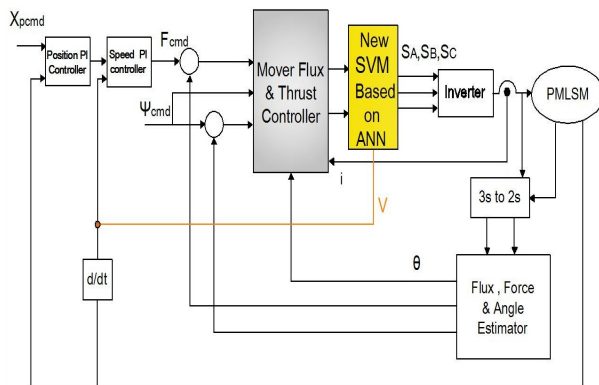 Xpcmd
Position PI
Controller
Speed PI
controller
Fcmd
Ψcmd
Mover Flux
& Thrust
Controller
New
SVM
Based
on
ANN
SA,SB,SC
Inverter
PMLSM
i
V
3s to 2s
θ
d/dt
Flux , Force
& Angle
Estimator